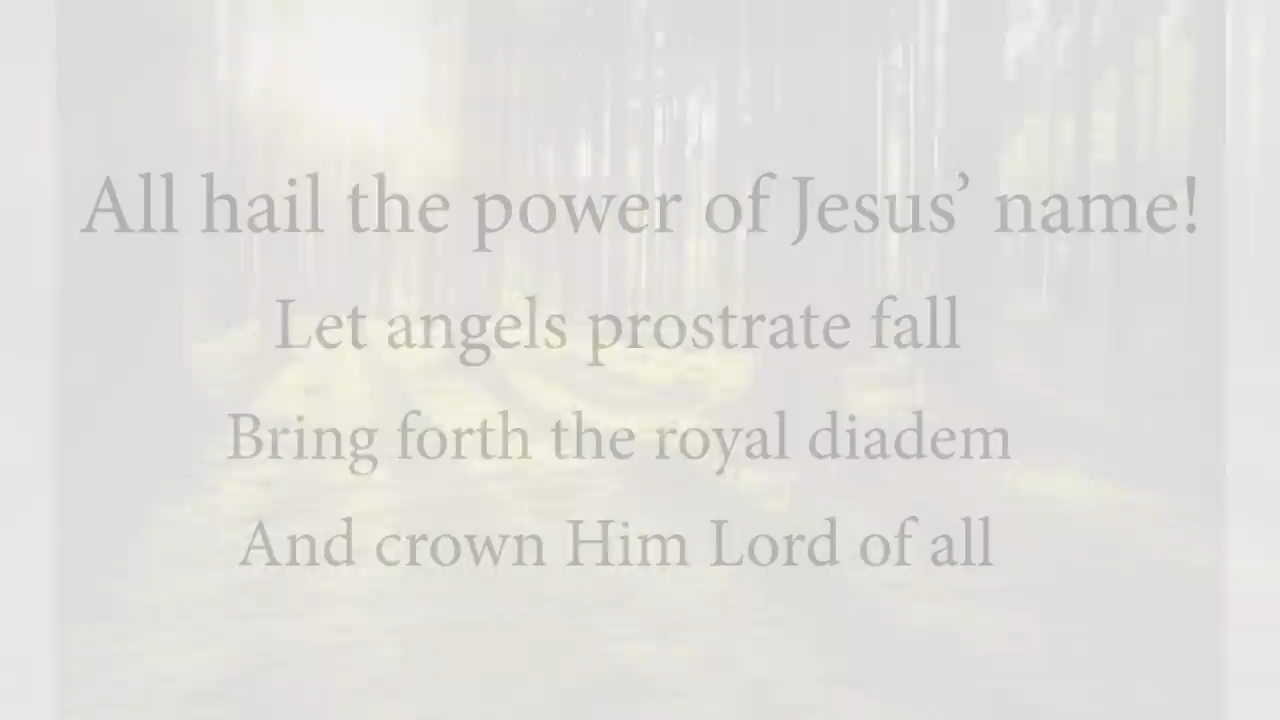 All hail the power of Jesus’ name!
Let angels prostrate fall
Bring forth the royal diadem
And crown Him Lord of all